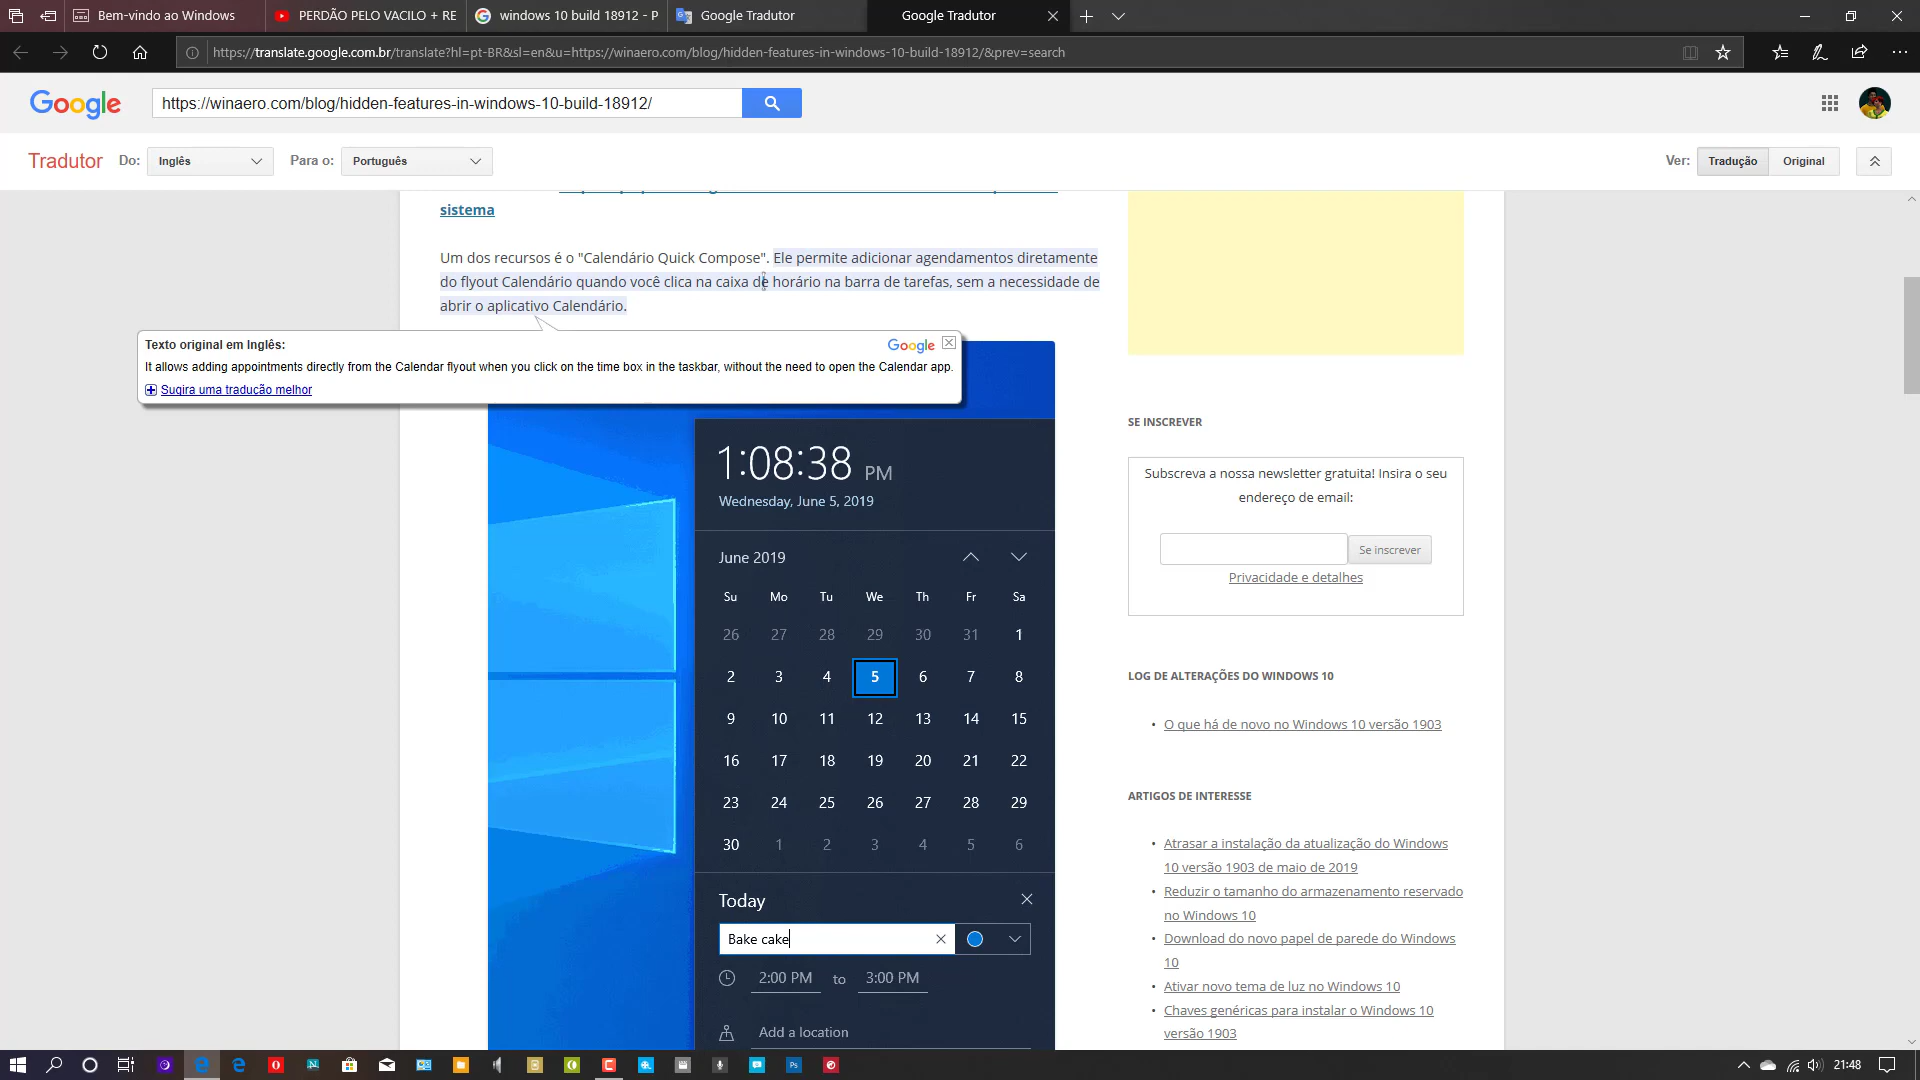 Bem-vindo ao Windows
PERDÃO PELO VACILO + RE
windows 10 build 18912 - P
Google Tradutor
Google Tradutor
https://translate.google.com.br/translate?hl=pt-BR&sl=en&u=https://winaero.com/blog/hidden-features-in-windows-10-build-18912/&prev=search
Google
https://winaero.com/blog/hidden-features-in-windows-10-build-18912/
Tradutor Do: Inglês Para o: Português Ver: Tradução Original
sistema
Um dos recursos é o "Calendário Quick Compose". Ele permite adicionar agendamentos diretamente
do flyout Calendário quando você clica na caixa de horário na barra de tarefas, sem a necessidade de
abrir o aplicativo Calendário.
Texto original em Inglês:
Google
It allows adding appointments directly from the Calendar flyout when you click on the time box in the taskbar, without the need to open the Calendar app.
Sugira uma tradução melhor
1:08:38 PM
Wednesday, June 5, 2019
June 2019
Su Mo Tu We Th Fr Sa
26 27 28 29 30 31 1
2 3 4 5 6 7 8
9 10 11 12 13 14 15
16 17 18 19 20 21 22
23 24 25 26 27 28 29
30 1 2 3 4 5 6
Today
Bake cake
2:00 PM to 3:00 PM
Add a location
SE INSCREVER
Subscreva a nossa newsletter gratuita! Insira o seu
endereço de email:
Se inscrever
Privacidade e detalhes
LOG DE ALTERAÇÕES DO WINDOWS 10
• O que há de novo no Windows 10 versão 1903
ARTIGOS DE INTERESSE
• Atrasar a instalação da atualização do Windows
10 versão 1903 de maio de 2019
• Reduzir o tamanho do armazenamento reservado
no Windows 10
• Download do novo papel de parede do Windows
10
• Ativar novo tema de luz no Windows 10
• Chaves genéricas para instalar o Windows 10
versão 1903
21:48